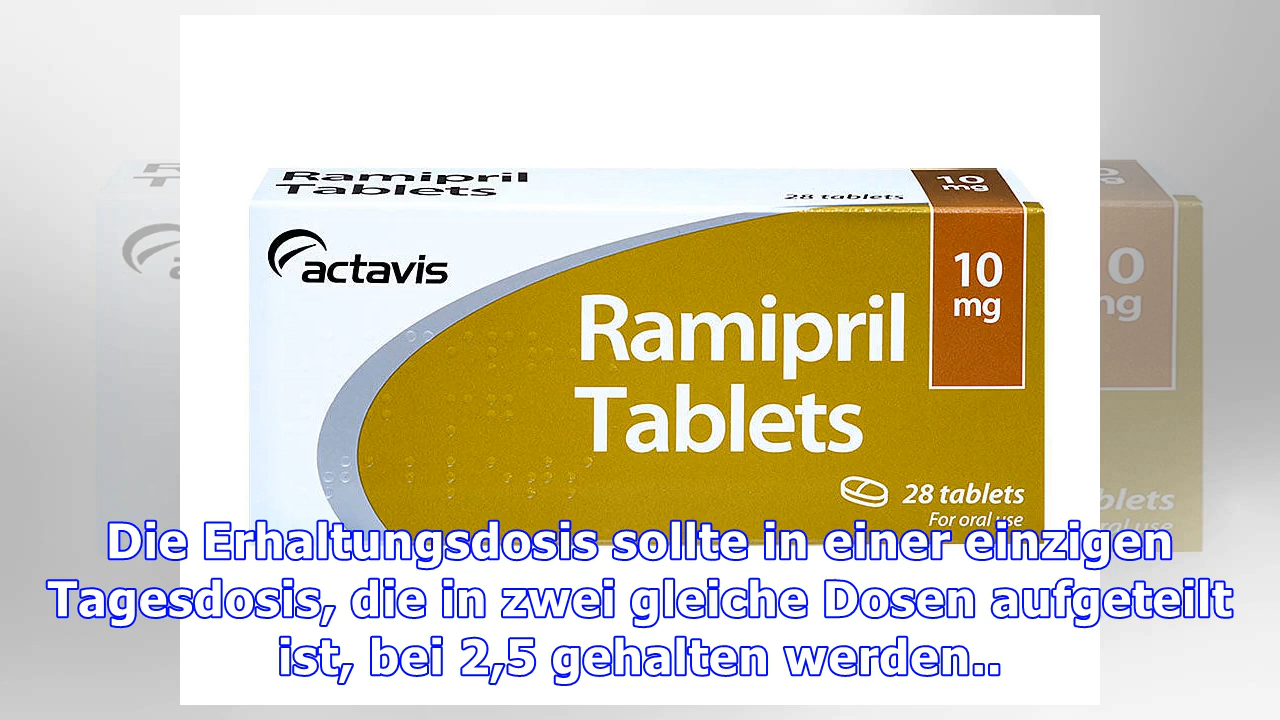 Ramipril
Tablets
28 tablets
10
mg
actavis
10
mg
Ramipril
Tablets
28 tablets
For oral use
Die Erhaltungsdosis sollte in einer einzigen
Tagesdosis, die in zwei gleiche Dosen aufgeteilt
ist, bei 2,5 gehalten werden..